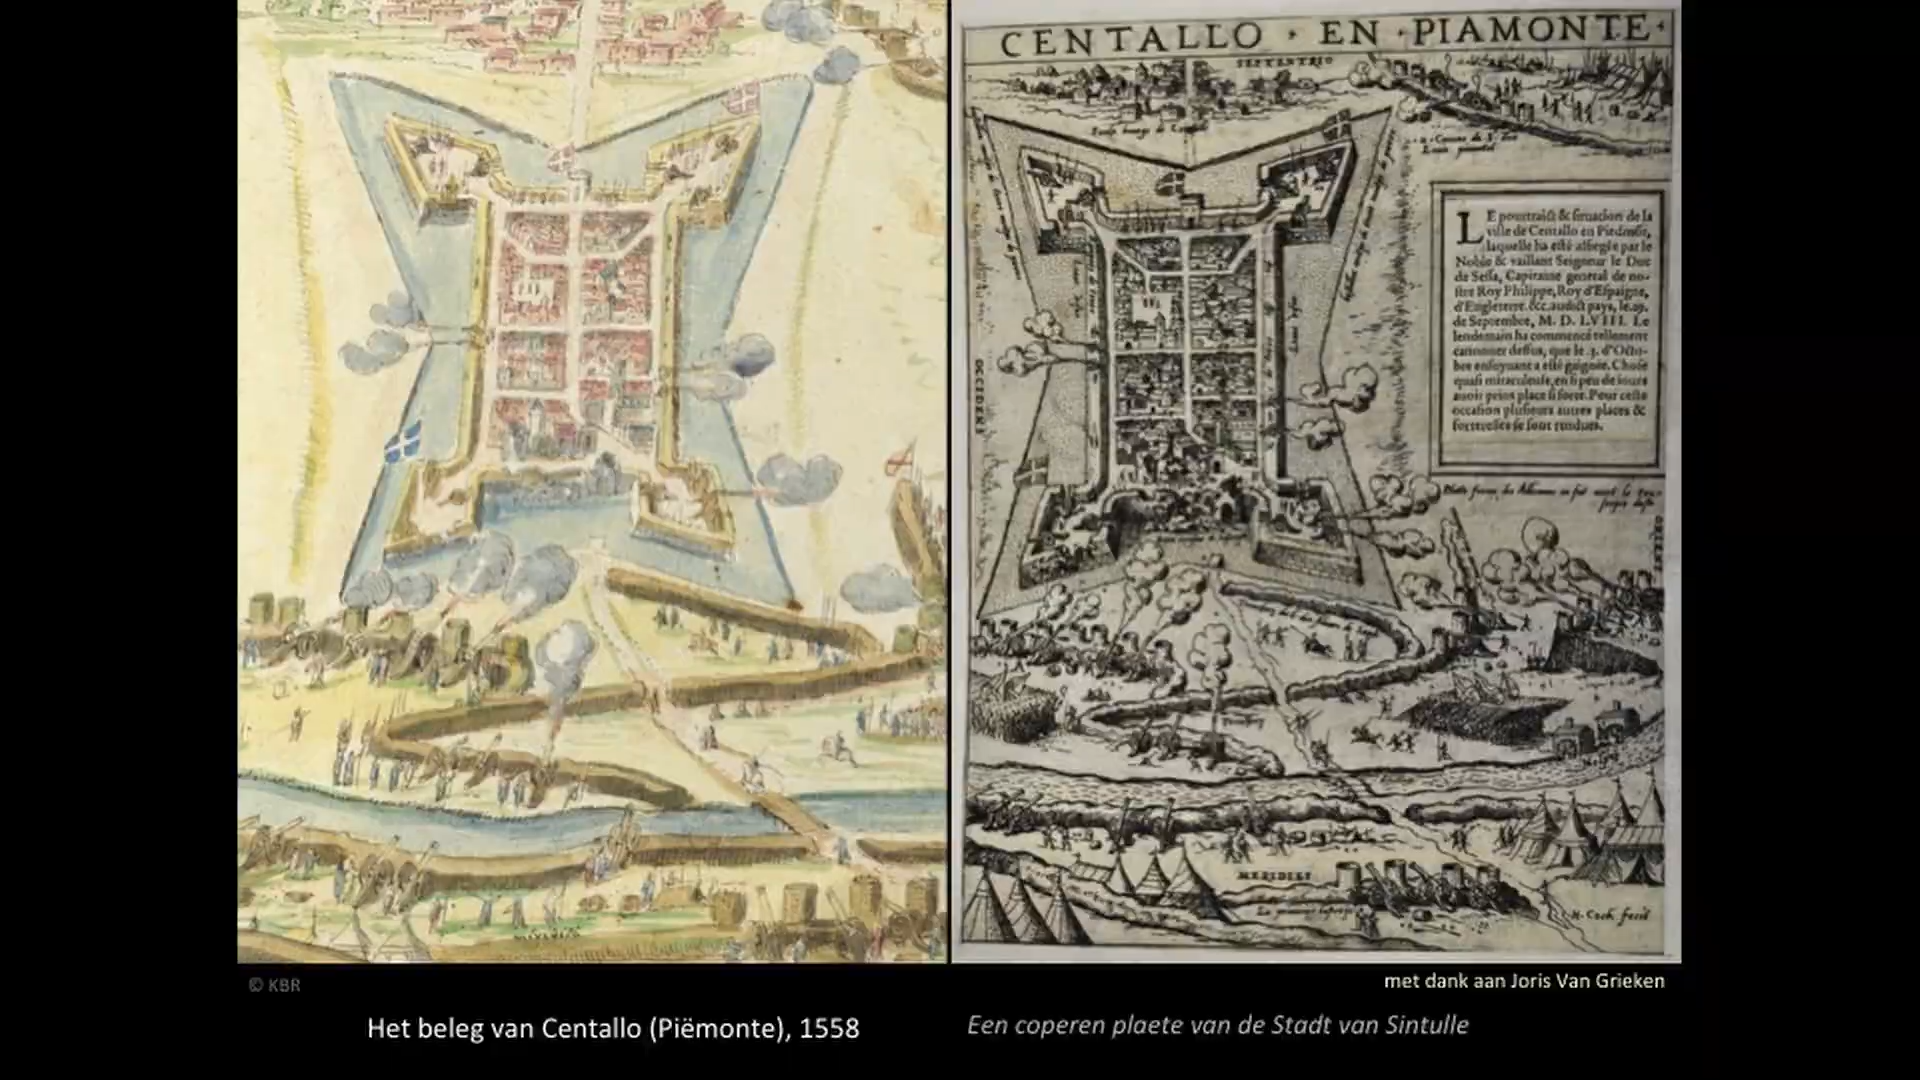 CENTALLO · EN · PIAMONTE ·
SEPTENTRIO
LE pourtraict & situacion de la
ville de Centallo en Piedmõt,
laquelle ha esté assiegée par le
Noble & vaillant Seigneur le Duc
de Sessa, Capitaine general de no-
stre Roy Philippe, Roy d'Espaigne,
d'Engleterre. &c. audict pays, le
de Septembre, M. D. LVIII. Le
lendemain ha commencé tellement
canonner dessus, que le .3. d'Octo-
bre ensuyuant a esté gaignée. Chose
quasi miraculeuse, en si peu de iours
auoir prins place si forte. Pour ceste
occasion plusieurs autres places &
forteresses se sont rendues.
OCCIDENS
ORIENS
MERIDIES
H. Cock fecit
© KBR
met dank aan Joris Van Grieken
Het beleg van Centallo (Piëmonte), 1558
Een coperen plaete van de Stadt van Sintulle